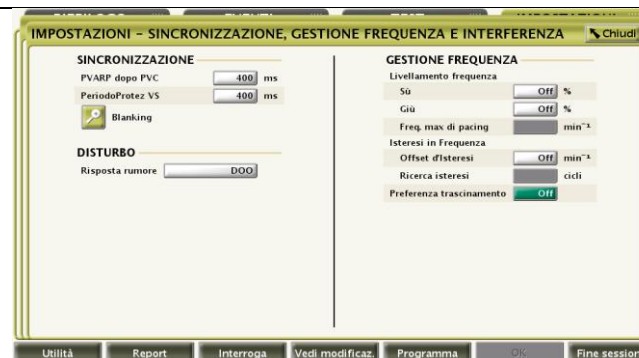 IMPOSTAZIONI - SINCRONIZZAZIONE, GESTIONE FREQUENZA E INTERFERENZA
Chiudi
SINCRONIZZAZIONE
PVARP dopo PVC 400 ms
PeriodoProtez VS 400 ms
Blanking
DISTURBO
Risposta rumore DOO
GESTIONE FREQUENZA
Livellamento frequenza
Sù Off %
Giù Off %
Freq. max di pacing min⁻¹
Isteresi in Frequenza
Offset d'Isteresi Off min⁻¹
Ricerca isteresi cicli
Preferenza trascinamento Off
Utilità Report Interroga Vedi modificaz. Programma OK Fine session